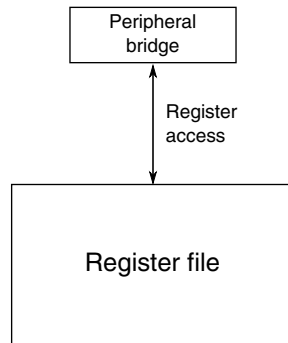 Peripheral
bridge
Register
access
Register file